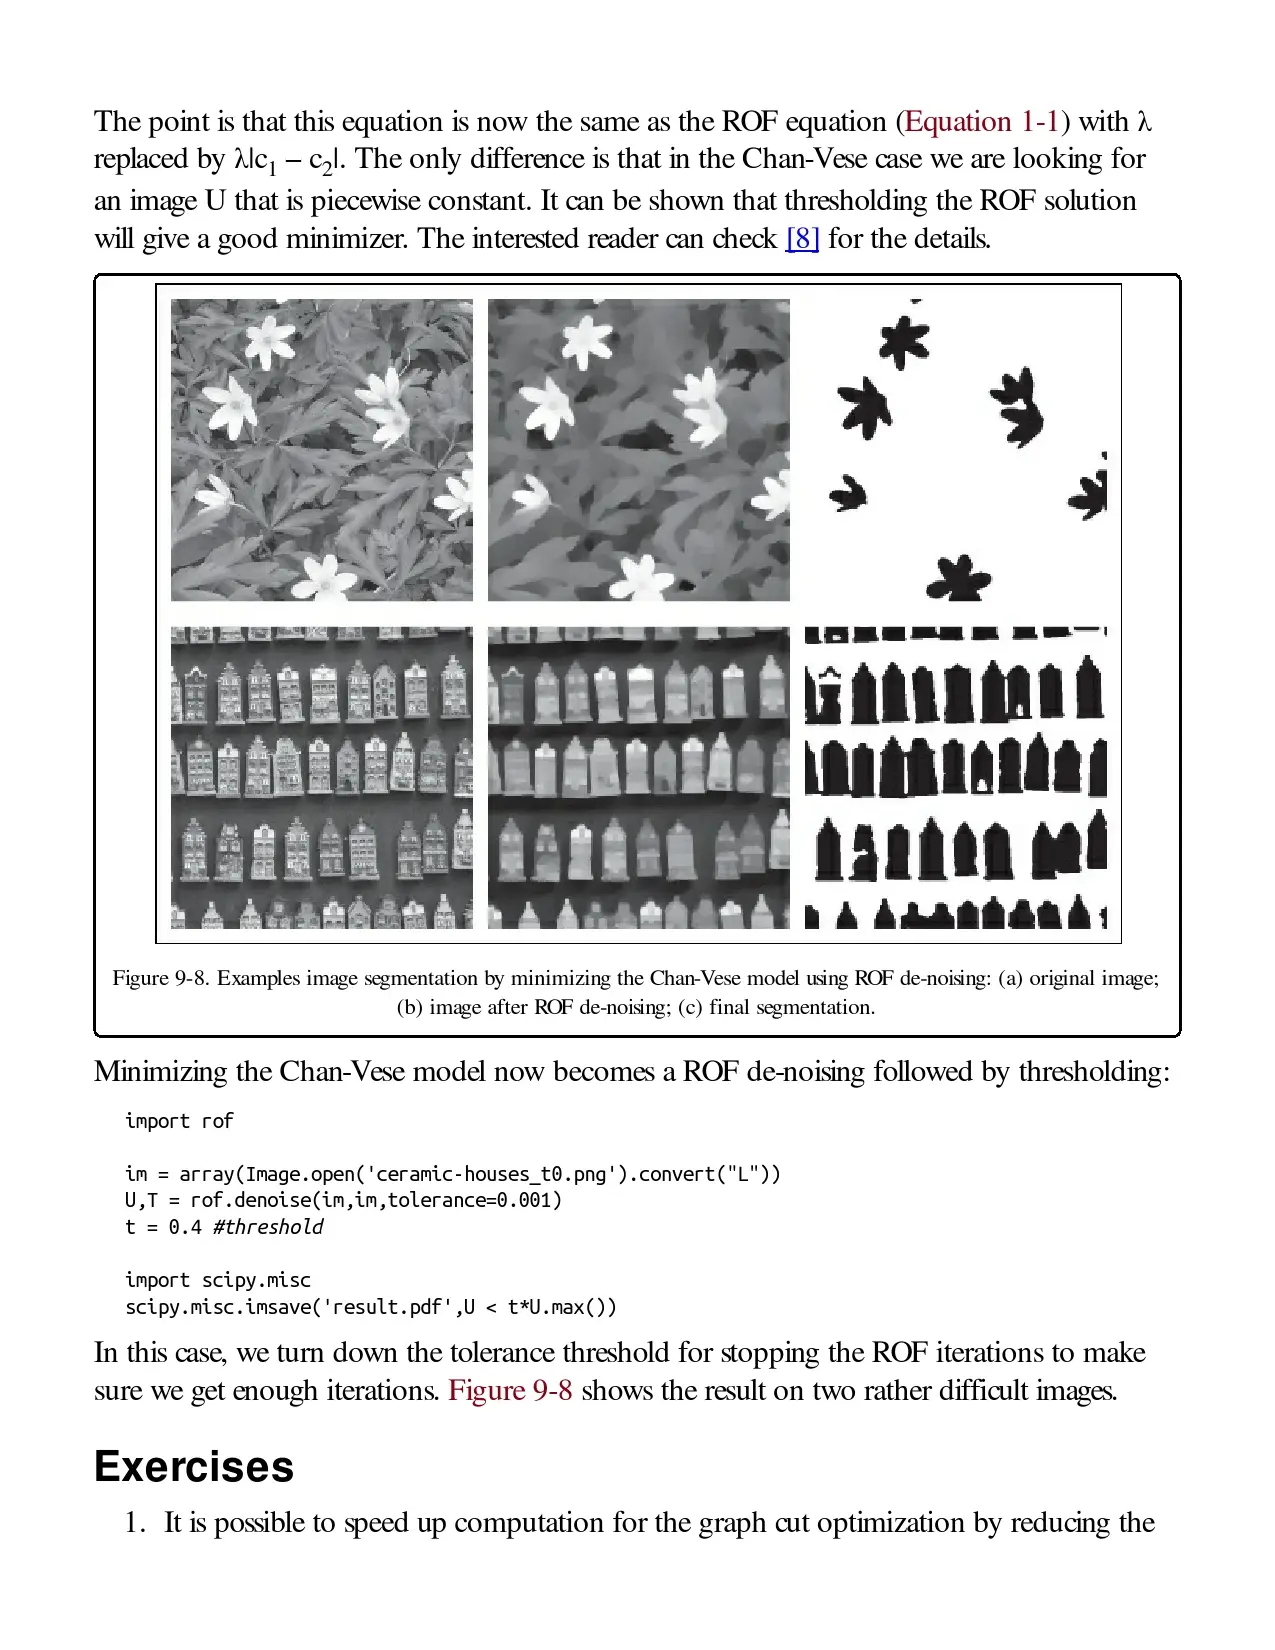 The point is that this equation is now the same as the ROF equation (Equation 1-1) with λ
replaced by λ|c1 – c2|. The only difference is that in the Chan-Vese case we are looking for
an image U that is piecewise constant. It can be shown that thresholding the ROF solution
will give a good minimizer. The interested reader can check [8] for the details.
Figure 9-8. Examples image segmentation by minimizing the Chan-Vese model using ROF de-noising: (a) original image;
(b) image after ROF de-noising; (c) final segmentation.
Minimizing the Chan-Vese model now becomes a ROF de-noising followed by thresholding:
import rof
im = array(Image.open('ceramic-houses_t0.png').convert("L"))
U,T = rof.denoise(im,im,tolerance=0.001)
t = 0.4 #threshold
import scipy.misc
scipy.misc.imsave('result.pdf',U < t*U.max())
In this case, we turn down the tolerance threshold for stopping the ROF iterations to make
sure we get enough iterations. Figure 9-8 shows the result on two rather difficult images.
Exercises
1. It is possible to speed up computation for the graph cut optimization by reducing the